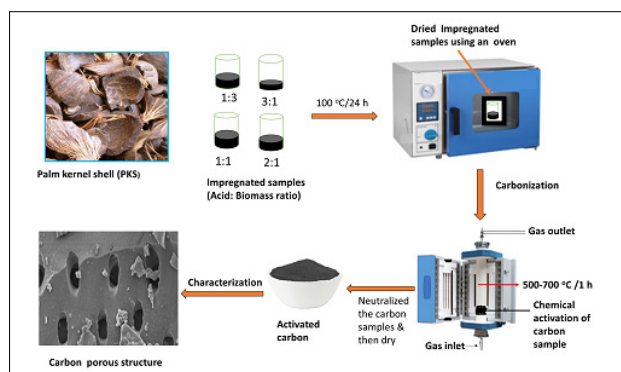 Dried Impregnated
samples using an oven
1:3
3:1
100 °C/24 h
1:1
2:1
Palm kernel shell (PKS)
Impregnated samples
(Acid: Biomass ratio)
Carbonization
Gas outlet
500-700 °C /1 h
Chemical
activation of
carbon
sample
Gas inlet
Neutralized
the carbon
samples &
then dry
Activated
carbon
Characterization
Carbon porous structure